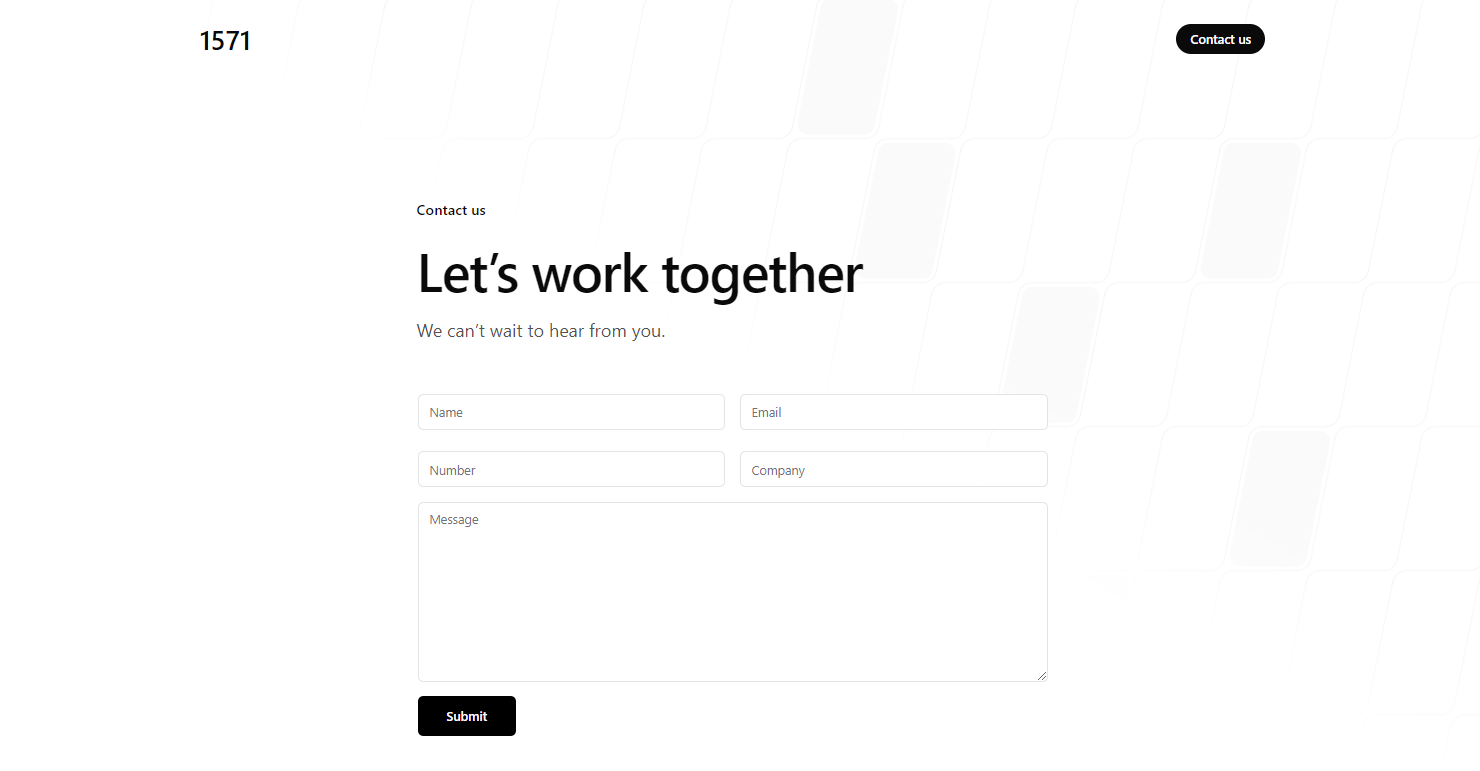 1571
Contact us
Contact us
Let’s work together
We can’t wait to hear from you.
Name
Email
Number
Company
Message
Submit